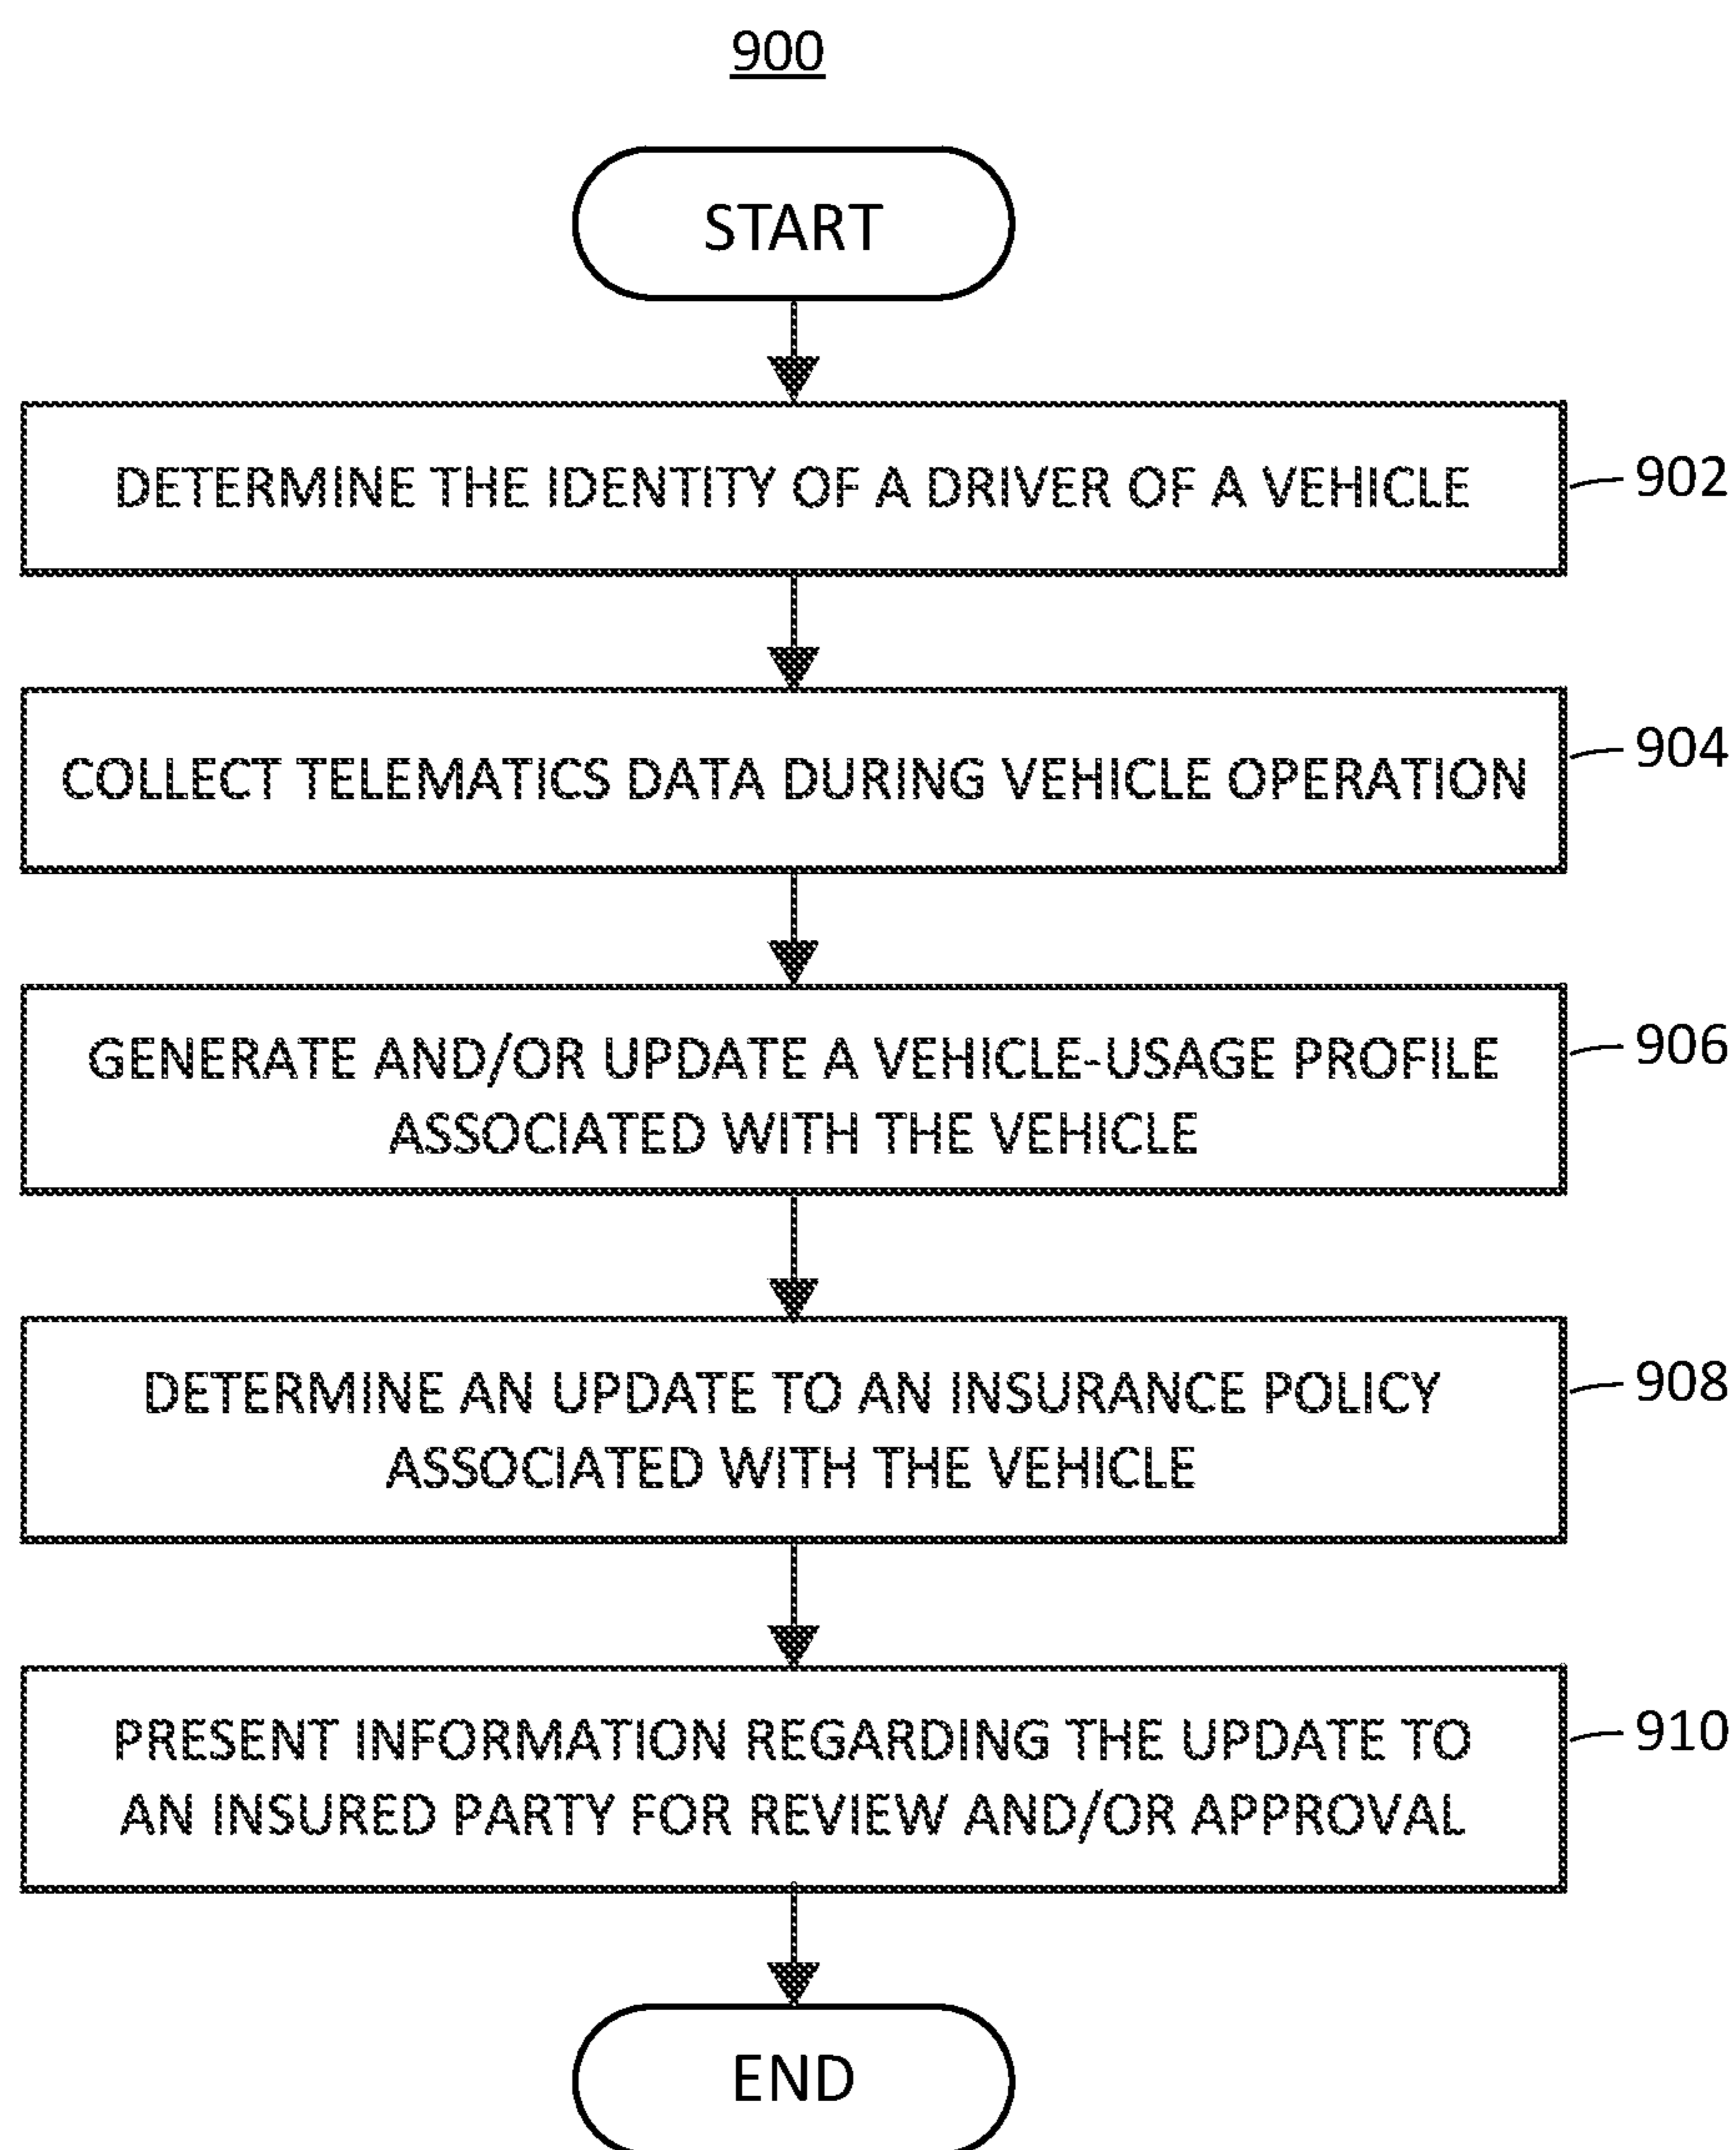 900
START
DETERMINE THE IDENTITY OF A DRIVER OF A VEHICLE
902
COLLECT TELEMATICS DATA DURING VEHICLE OPERATION
904
GENERATE AND/OR UPDATE A VEHICLE-USAGE PROFILE
ASSOCIATED WITH THE VEHICLE
906
DETERMINE AN UPDATE TO AN INSURANCE POLICY
ASSOCIATED WITH THE VEHICLE
908
PRESENT INFORMATION REGARDING THE UPDATE TO
AN INSURED PARTY FOR REVIEW AND/OR APPROVAL
910
END